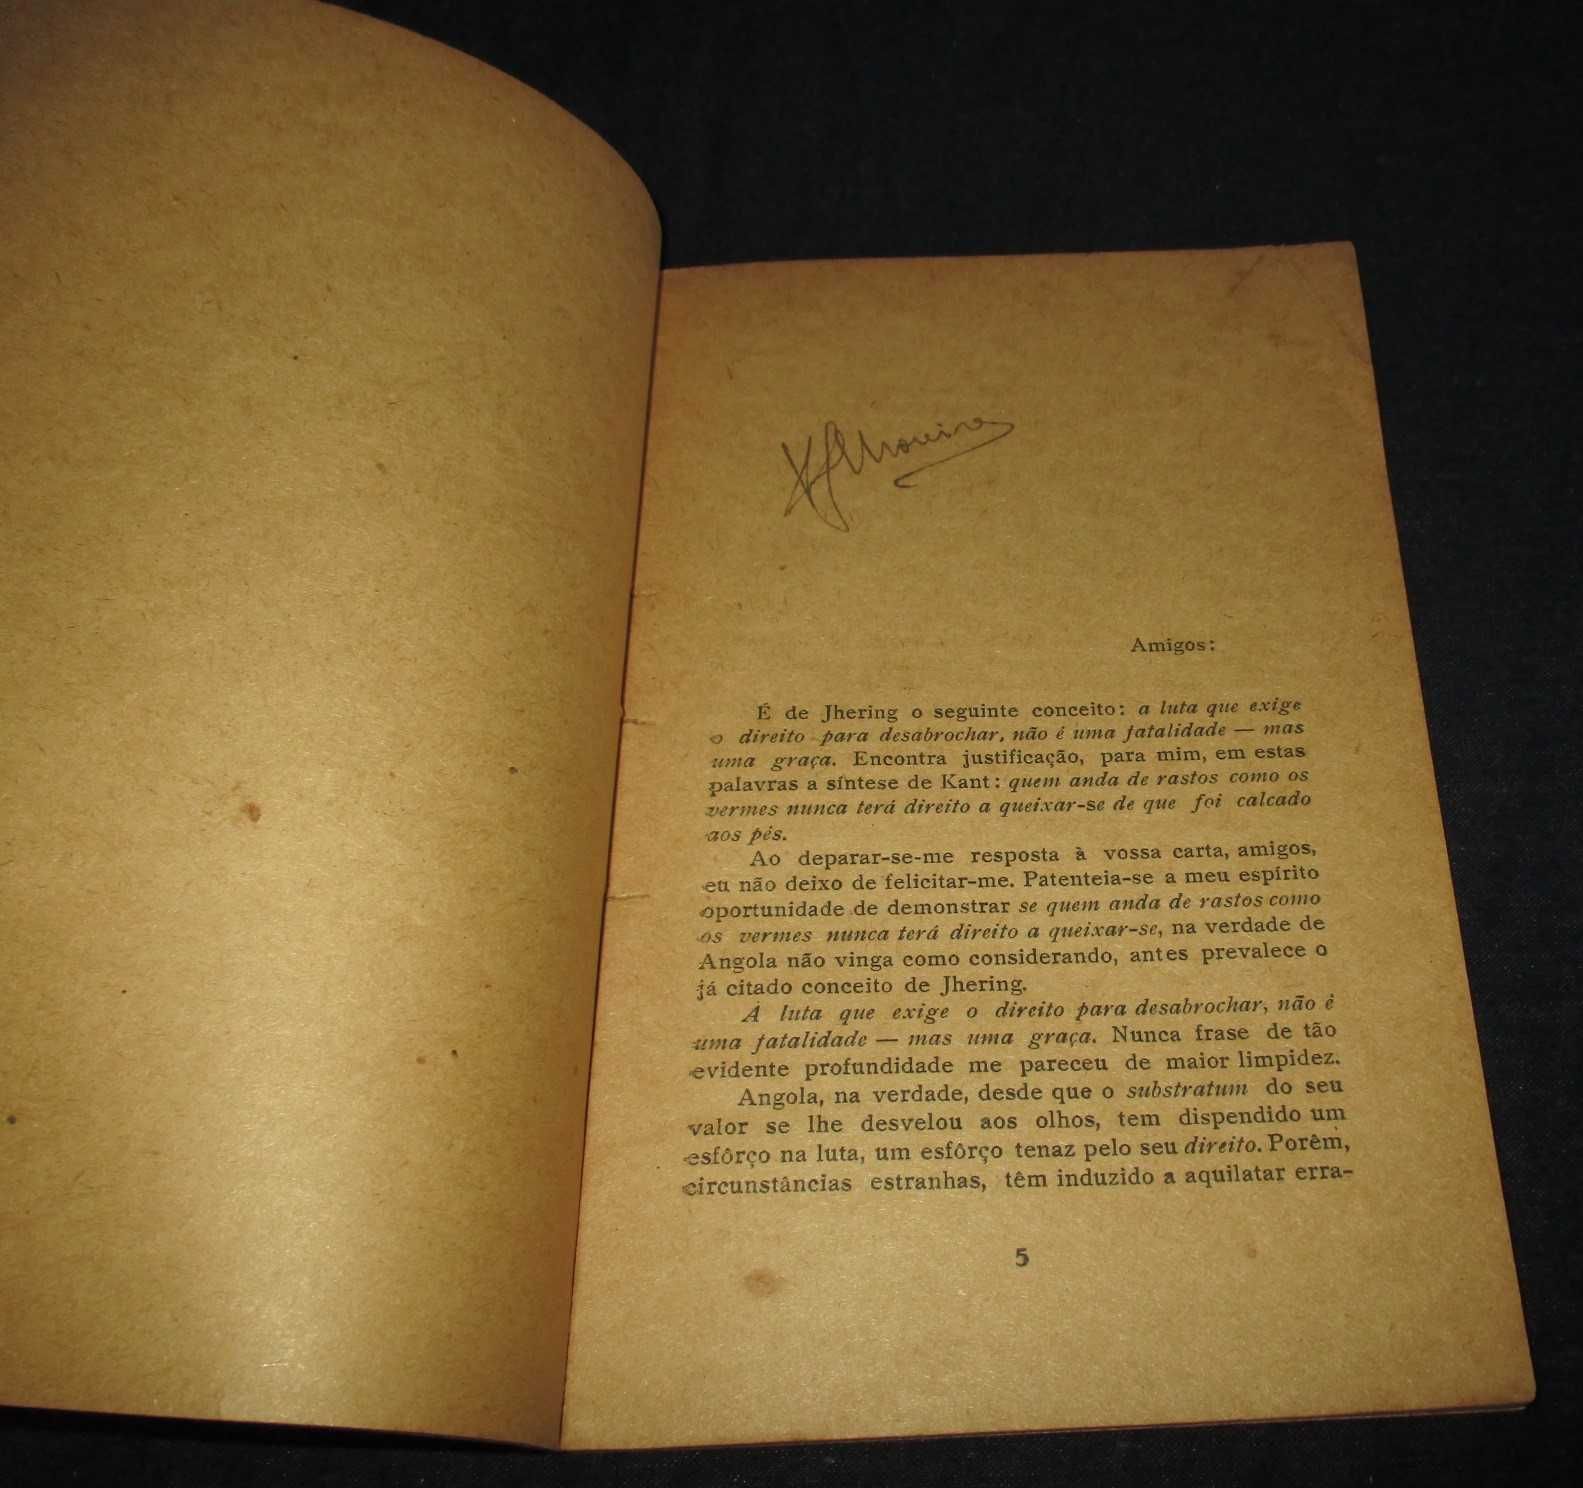 Amigos:
É de Jhering o seguinte conceito: a luta que exige
o direito para desabrochar, não é uma fatalidade — mas
uma graça. Encontra justificação, para mim, em estas
palavras a síntese de Kant: quem anda de rastos como os
vermes nunca terá direito a queixar-se de que foi calcado
aos pés.
Ao deparar-se-me resposta à vossa carta, amigos,
eu não deixo de felicitar-me. Patenteia-se a meu espírito
oportunidade de demonstrar se quem anda de rastos como
os vermes nunca terá direito a queixar-se, na verdade de
Angola não vinga como considerando, antes prevalece o
já citado conceito de Jhering.
A luta que exige o direito para desabrochar, não é
uma fatalidade — mas uma graça. Nunca frase de tão
evidente profundidade me pareceu de maior limpidez.
Angola, na verdade, desde que o substratum do seu
valor se lhe desvelou aos olhos, tem dispendido um
esfôrço na luta, um esfôrço tenaz pelo seu direito. Porêm,
circunstâncias estranhas, têm induzido a aquilatar erra-
5